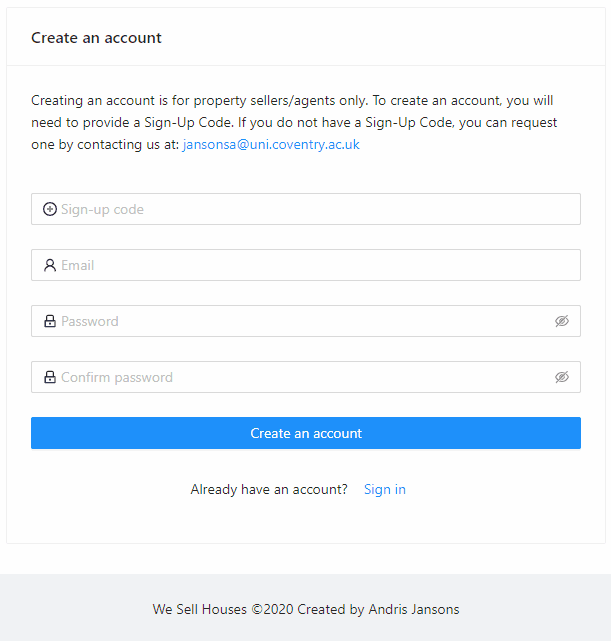 Create an account
Creating an account is for property sellers/agents only. To create an account, you will
need to provide a Sign-Up Code. If you do not have a Sign-Up Code, you can request
one by contacting us at: jansonsa@uni.coventry.ac.uk
Sign-up code
Email
Password
Confirm password
Create an account
Already have an account? Sign in
We Sell Houses ©2020 Created by Andris Jansons